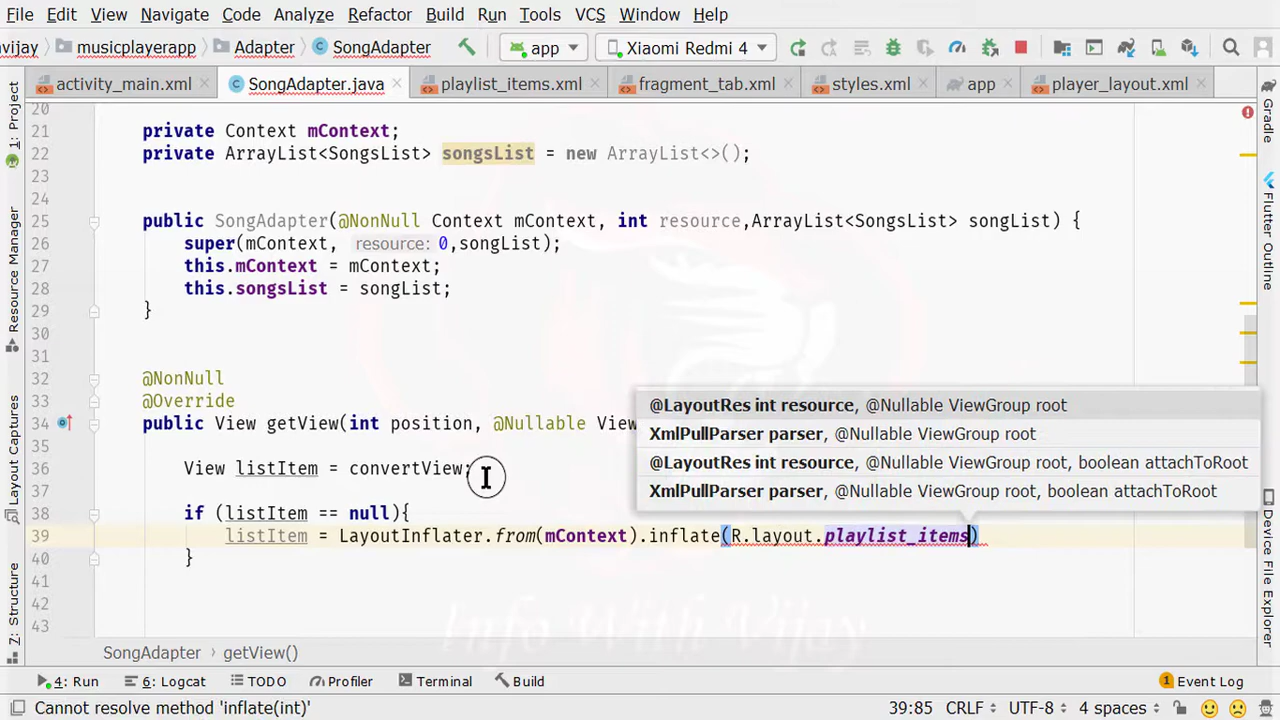 File Edit View Navigate Code Analyze Refactor Build Run Tools VCS Window Help
vijay musicplayerapp Adapter SongAdapter app Xiaomi Redmi 4
activity_main.xml SongAdapter.java playlist_items.xml fragment_tab.xml styles.xml app player_layout.xml
20
21 private Context mContext;
22 private ArrayList<SongsList> songsList = new ArrayList<>();
23
24
25 public SongAdapter(@NonNull Context mContext, int resource,ArrayList<SongsList> songList) {
26 super(mContext, resource: 0,songList);
27 this.mContext = mContext;
28 this.songsList = songList;
29 }
30
31
32 @NonNull
33 @Override
34 public View getView(int position, @Nullable View
35
36 View listItem = convertView;
37
38 if (listItem == null){
39 listItem = LayoutInflater.from(mContext).inflate(R.layout.playlist_items)
40 }
41
42
43
@LayoutRes int resource, @Nullable ViewGroup root
XmlPullParser parser, @Nullable ViewGroup root
@LayoutRes int resource, @Nullable ViewGroup root, boolean attachToRoot
XmlPullParser parser, @Nullable ViewGroup root, boolean attachToRoot
Info With Vijay
1: Project
Resource Manager
Layout Captures
7: Structure
Gradle
Flutter Outline
Device File Explorer
SongAdapter getView()
4: Run 6: Logcat TODO Profiler Terminal Build 1 Event Log
Cannot resolve method 'inflate(int)' 39:85 CRLF UTF-8 4 spaces